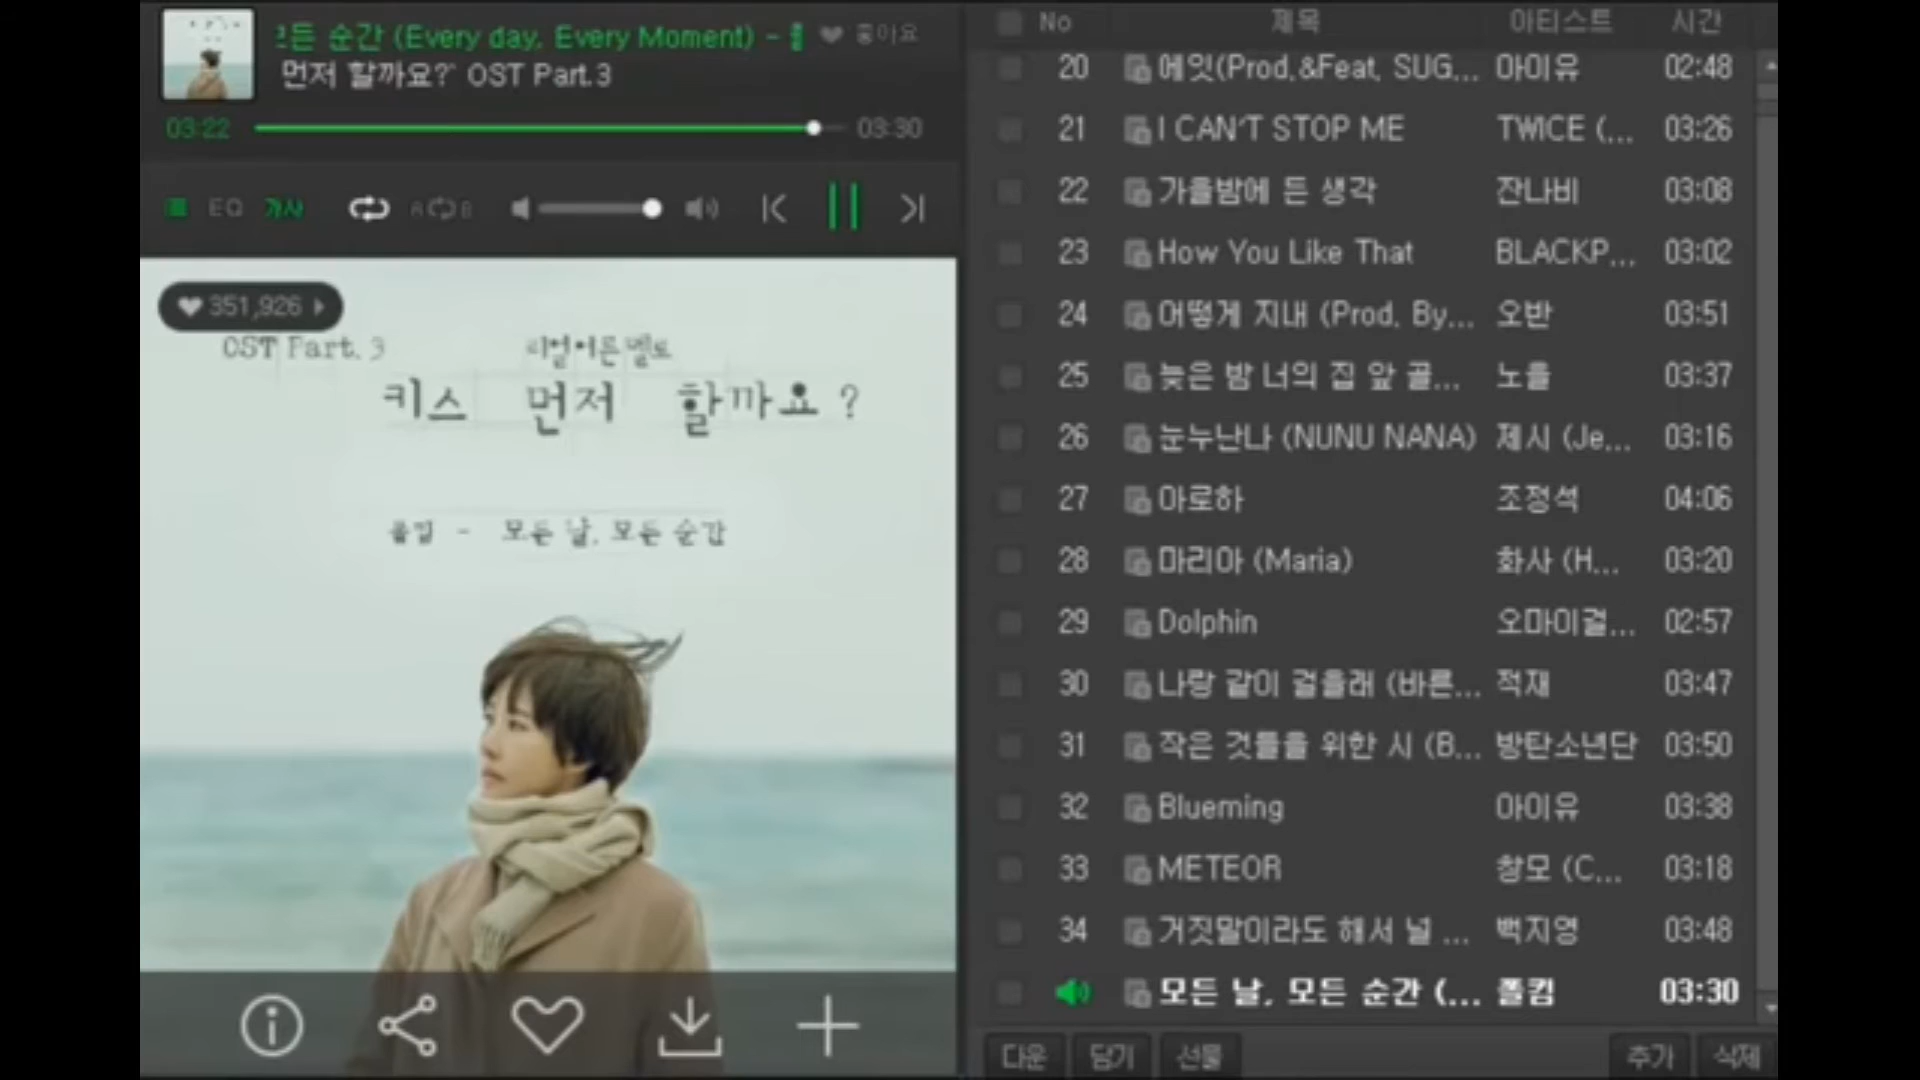 모든 순간 (Every day, Every Moment) - 폴
좋아요
먼저 할까요?' OST Part.3
03:22
03:30
EQ 가사 A B
351,926
OST Part. 3
리얼어른멜로
키스 먼저 할까요 ?
폴킴 - 모든 날, 모든 순간
No 제목 아티스트 시간
20 에잇(Prod.&Feat. SUG... 아이유 02:48
21 I CAN'T STOP ME TWICE (... 03:26
22 가을밤에 든 생각 잔나비 03:08
23 How You Like That BLACKP... 03:02
24 어떻게 지내 (Prod. By... 오반 03:51
25 늦은 밤 너의 집 앞 골... 노을 03:37
26 눈누난나 (NUNU NANA) 제시 (Je... 03:16
27 아로하 조정석 04:06
28 마리아 (Maria) 화사 (H... 03:20
29 Dolphin 오마이걸... 02:57
30 나랑 같이 걸을래 (바른... 적재 03:47
31 작은 것들을 위한 시 (B... 방탄소년단 03:50
32 Blueming 아이유 03:38
33 METEOR 창모 (C... 03:18
34 거짓말이라도 해서 널 ... 백지영 03:48
모든 날, 모든 순간 (... 폴킴 03:30
다운 담기 선물 추가 삭제